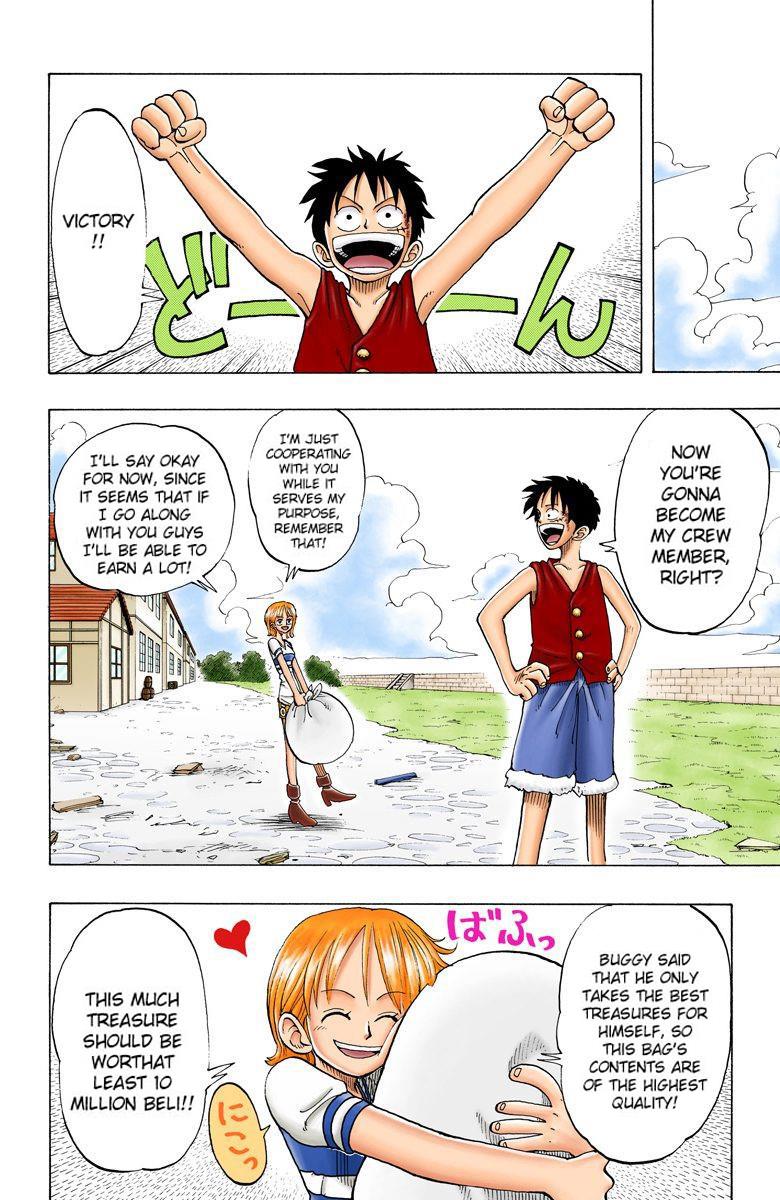 VICTORY
!!
どーーん
NOW
YOU'RE
GONNA
BECOME
MY CREW
MEMBER,
RIGHT?
I'M JUST
COOPERATING
WITH YOU
WHILE IT
SERVES MY
PURPOSE,
REMEMBER
THAT!
I'LL SAY OKAY
FOR NOW, SINCE
IT SEEMS THAT IF
I GO ALONG
WITH YOU GUYS
I'LL BE ABLE TO
EARN A LOT!
BUGGY SAID
THAT HE ONLY
TAKES THE BEST
TREASURES FOR
HIMSELF, SO
THIS BAG'S
CONTENTS ARE
OF THE HIGHEST
QUALITY!
ばふっ
THIS MUCH
TREASURE
SHOULD BE
WORTHAT
LEAST 10
MILLION BELI!!
にこっ